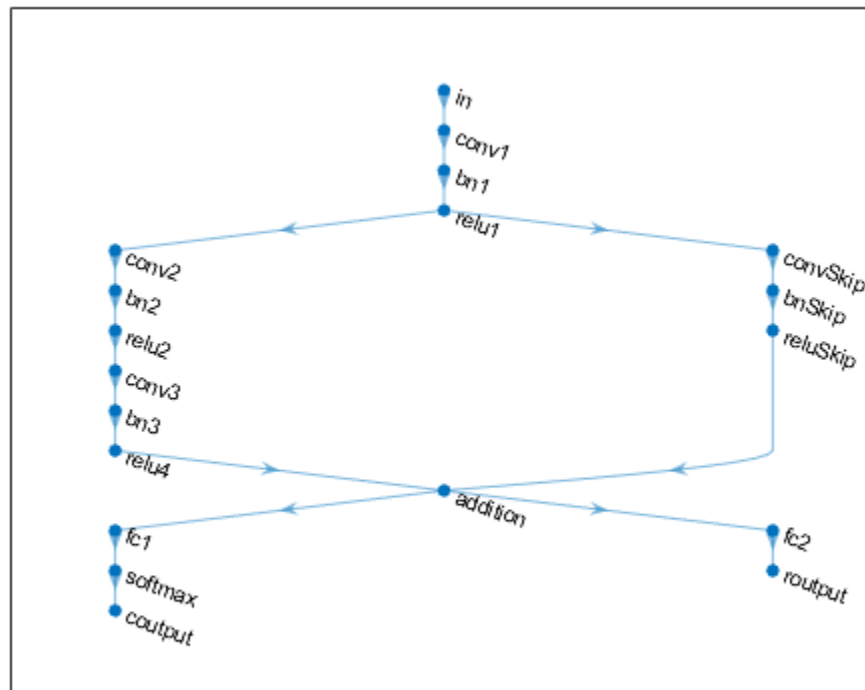 in
conv1
bn1
relu1
conv2
convSkip
bn2
bnSkip
relu2
reluSkip
conv3
bn3
relu4
addition
fc1
fc2
softmax
routput
coutput